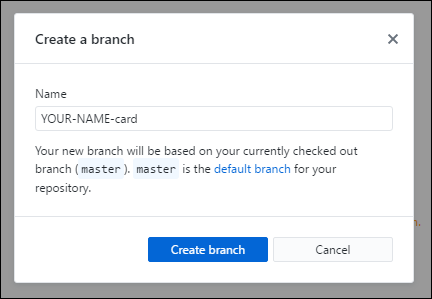 Create a branch
Name
YOUR-NAME-card
Your new branch will be based on your currently checked out
branch (master). master is the default branch for your
repository.
Create branch
Cancel